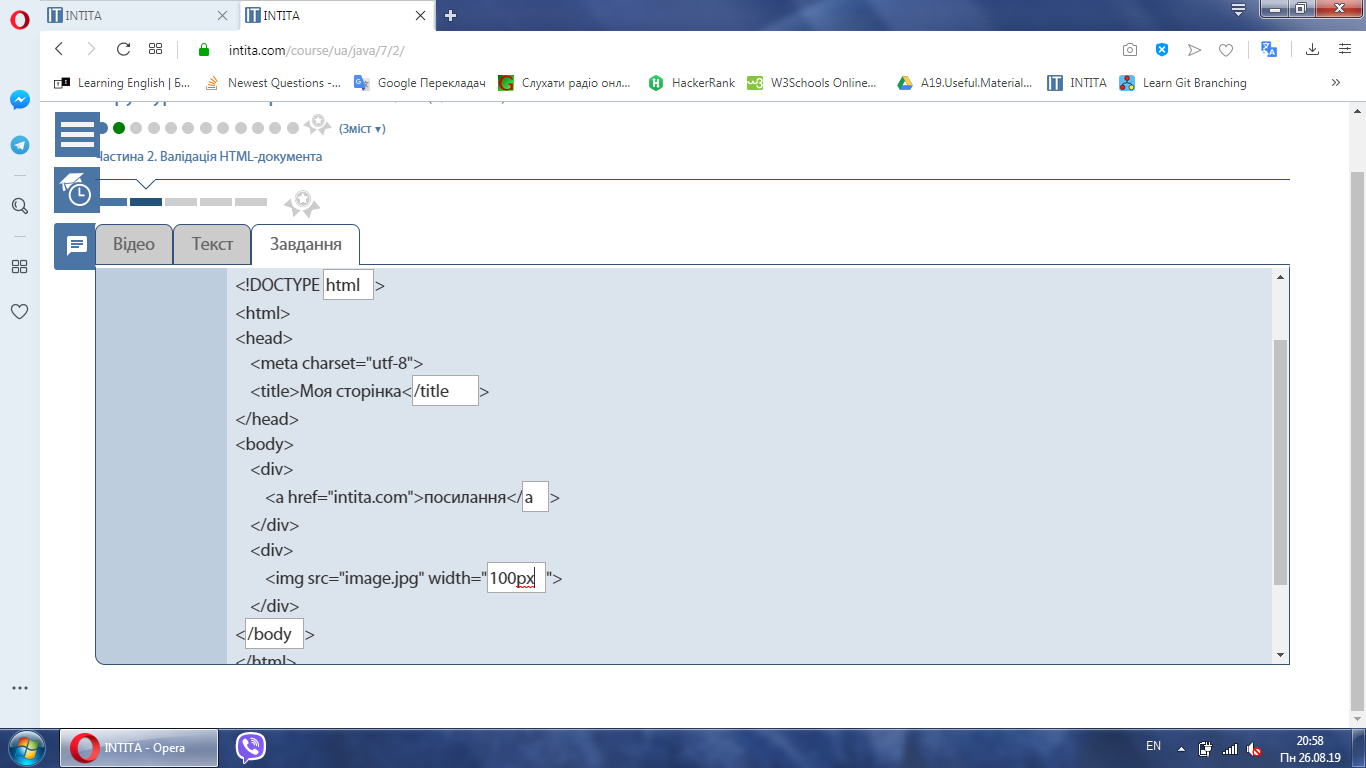 INTITA
INTITA
intita.com/course/ua/java/7/2/
Learning English | Б...
Newest Questions -...
Google Перекладач
Слухати радіо онл...
HackerRank
W3Schools Online...
A19.Useful.Material...
INTITA
Learn Git Branching
»
(Зміст ▾)
Частина 2. Валідація HTML-документа
Відео
Текст
Завдання
<!DOCTYPE html >
<html>
<head>
<meta charset="utf-8">
<title>Моя сторінка</title >
</head>
<body>
<div>
<a href="intita.com">посилання</a >
</div>
<div>
<img src="image.jpg" width="100px ">
</div>
</body >
</html>
INTITA - Opera
EN
20:58
Пн 26.08.19